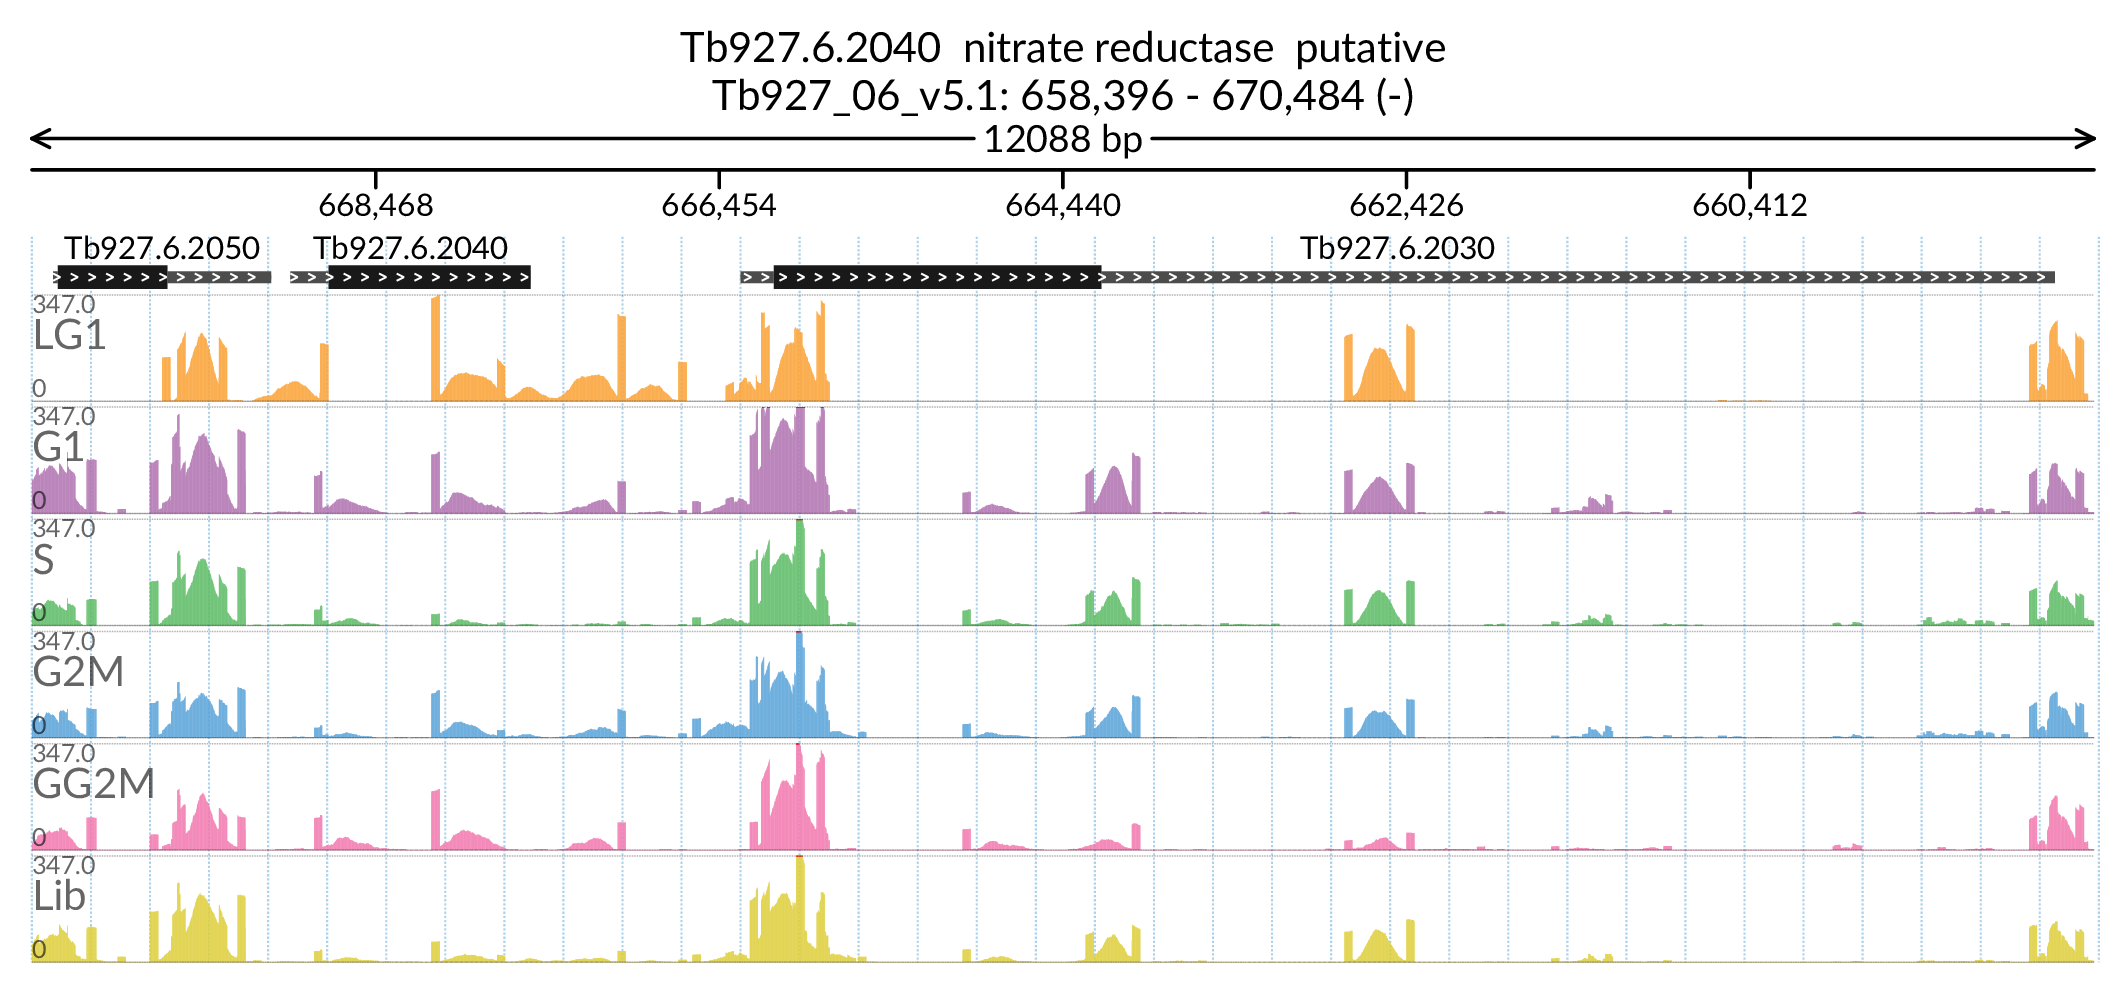 Tb927.6.2040 nitrate reductase putative
Tb927_06_v5.1: 658,396 - 670,484 (-)
12088 bp
668,468 666,454 664,440 662,426 660,412
Tb927.6.2050 Tb927.6.2040 Tb927.6.2030
347.0
LG1
0
347.0
G1
0
347.0
S
0
347.0
G2M
0
347.0
GG2M
0
347.0
Lib
0